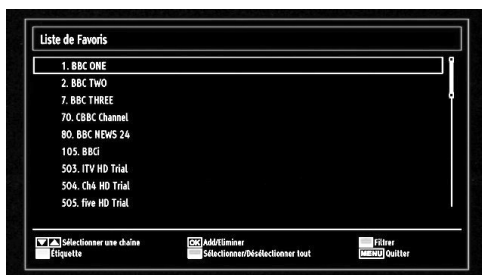 Liste de Favoris
1. BBC ONE
2. BBC TWO
7. BBC THREE
70. CBBC Channel
80. BBC NEWS 24
105. BBCi
503. ITV HD Trial
504. Ch4 HD Trial
505. five HD Trial
Sélectionner une chaîne OK Add/Eliminer Filtrer
Étiquette Sélectionner/Désélectionner tout MENU Quitter